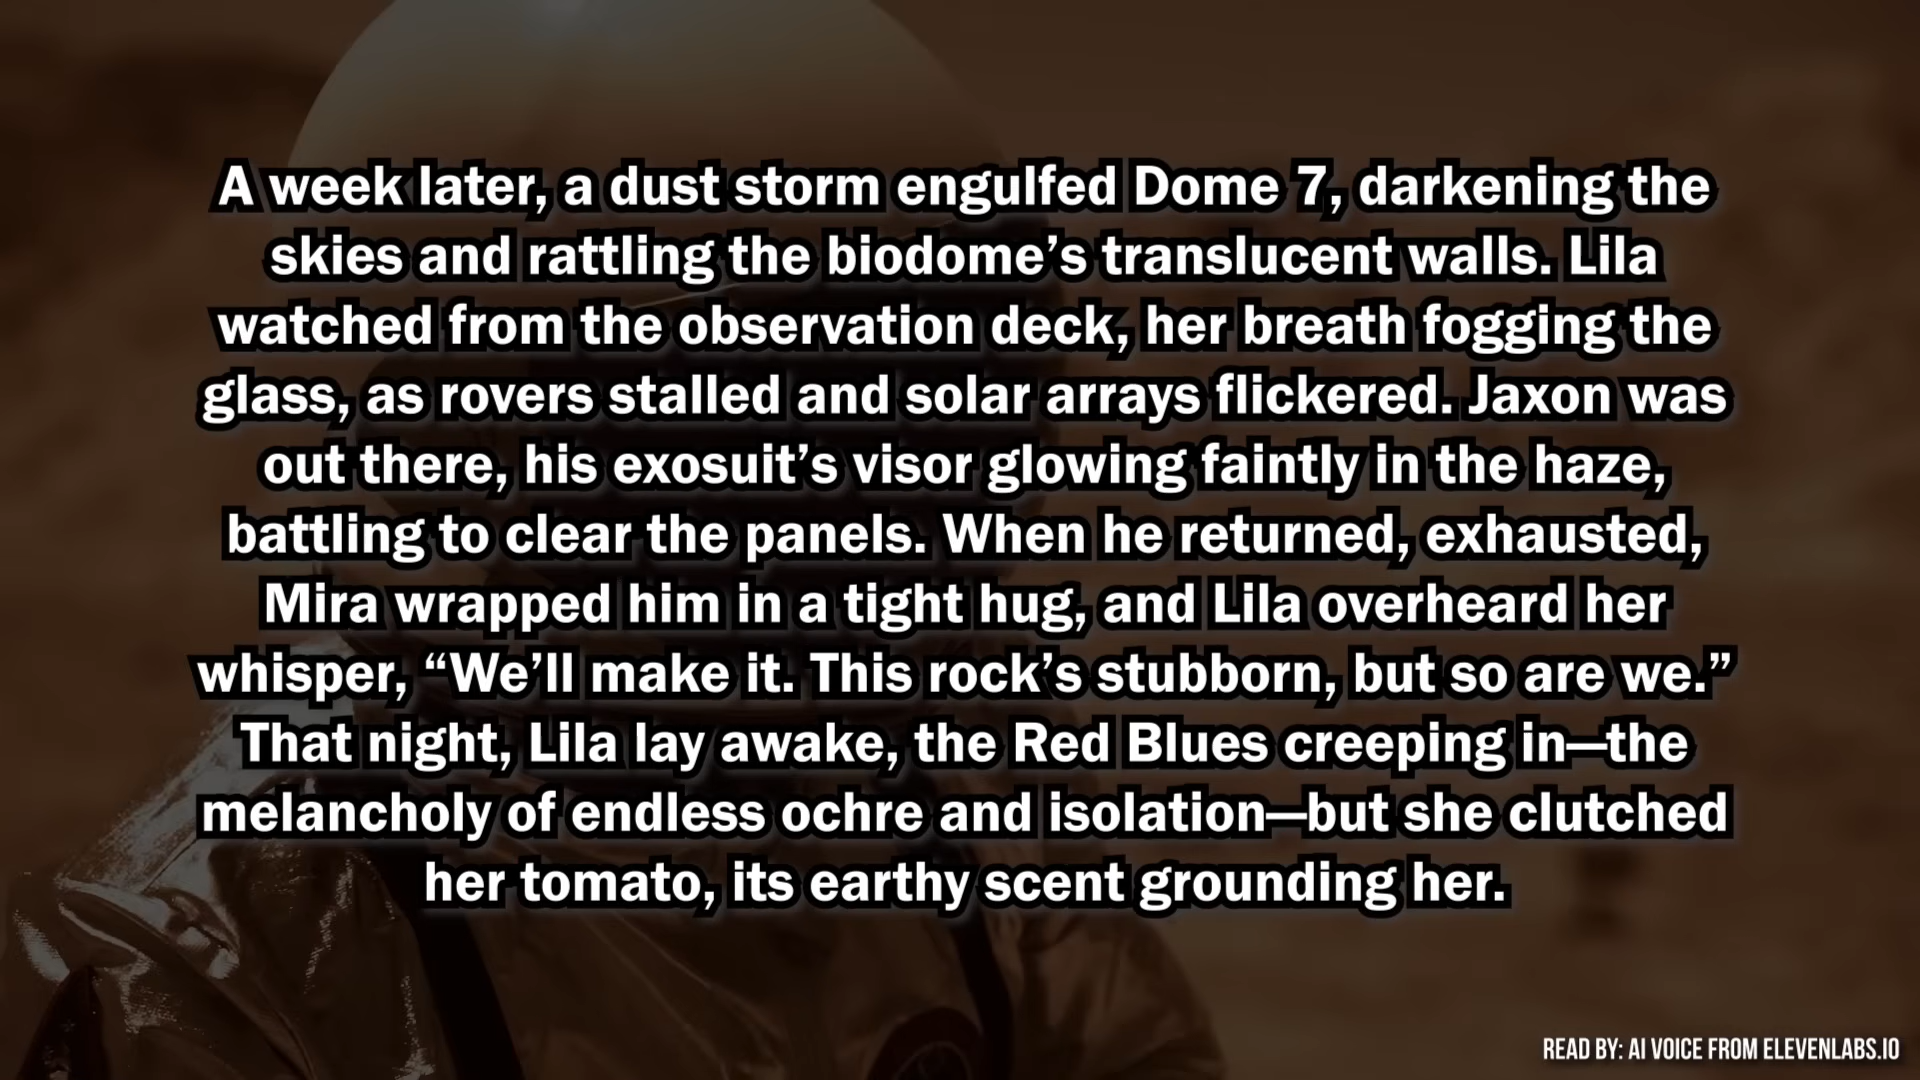 A week later, a dust storm engulfed Dome 7, darkening the
skies and rattling the biodome’s translucent walls. Lila
watched from the observation deck, her breath fogging the
glass, as rovers stalled and solar arrays flickered. Jaxon was
out there, his exosuit’s visor glowing faintly in the haze,
battling to clear the panels. When he returned, exhausted,
Mira wrapped him in a tight hug, and Lila overheard her
whisper, “We’ll make it. This rock’s stubborn, but so are we.”
That night, Lila lay awake, the Red Blues creeping in—the
melancholy of endless ochre and isolation—but she clutched
her tomato, its earthy scent grounding her.
READ BY: AI VOICE FROM ELEVENLABS.IO